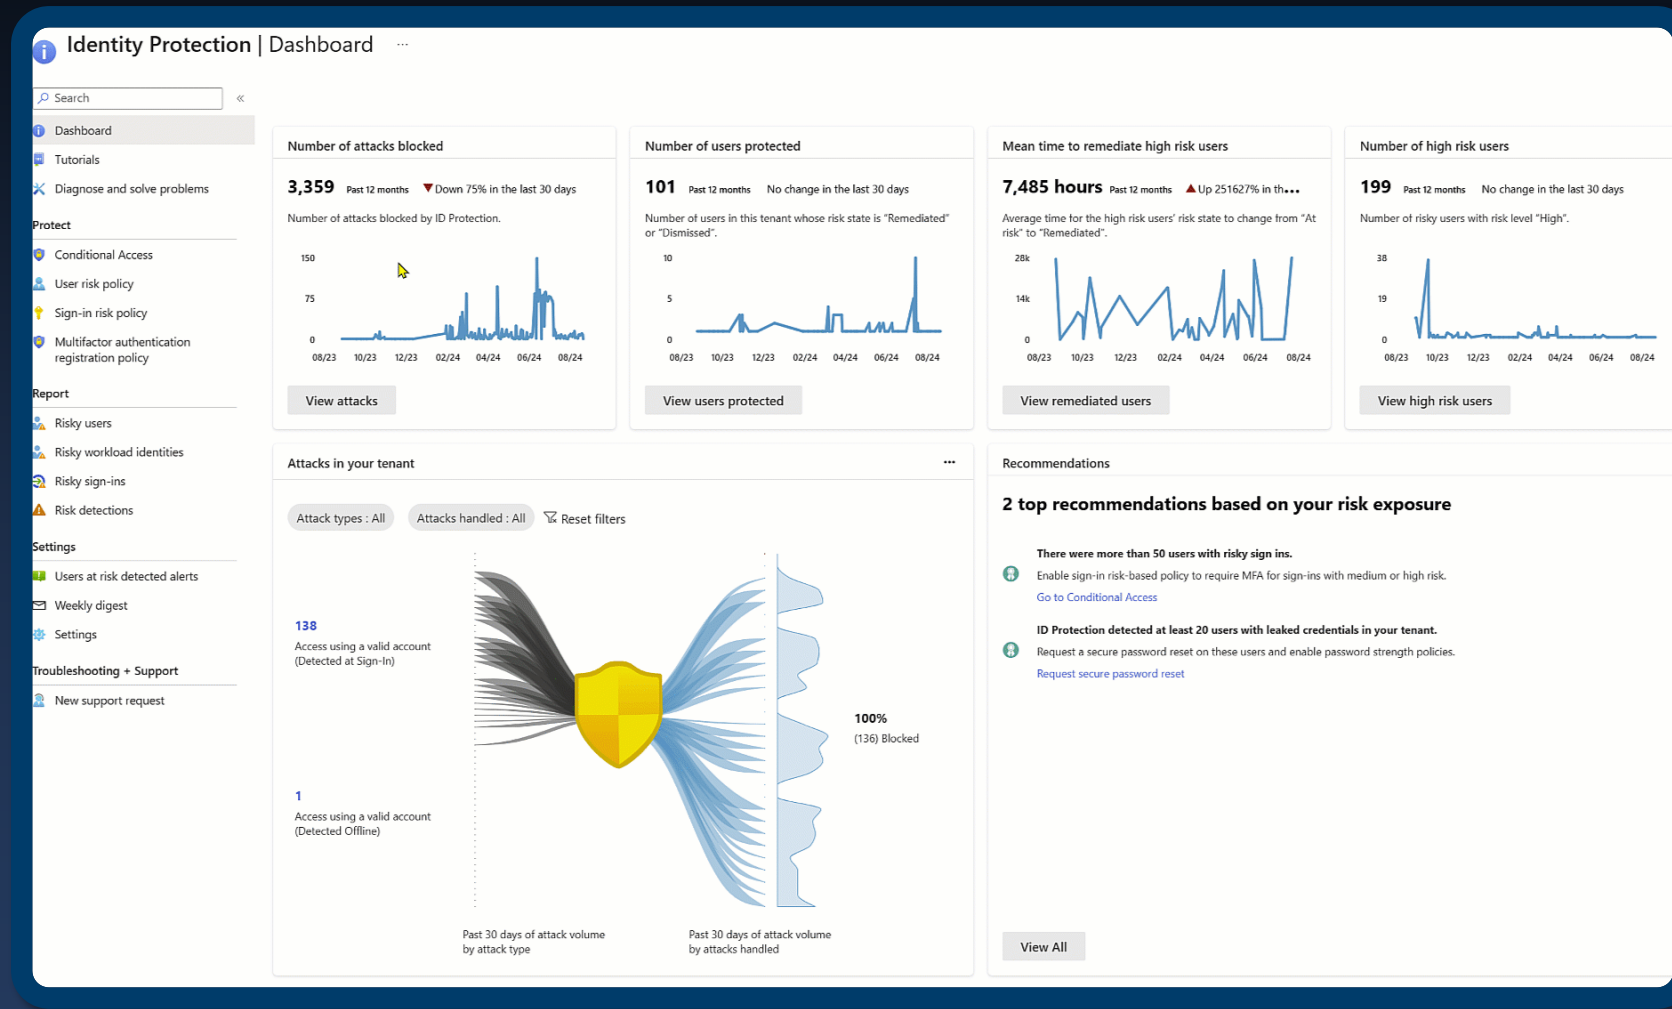 Identity Protection | Dashboard ...
Search «
Dashboard
Tutorials
Diagnose and solve problems
Protect
Conditional Access
User risk policy
Sign-in risk policy
Multifactor authentication
registration policy
Report
Risky users
Risky workload identities
Risky sign-ins
Risk detections
Settings
Users at risk detected alerts
Weekly digest
Settings
Troubleshooting + Support
New support request
Number of attacks blocked
3,359 Past 12 months ▼Down 75% in the last 30 days
Number of attacks blocked by ID Protection.
150
75
0
08/23 10/23 12/23 02/24 04/24 06/24 08/24
View attacks
Number of users protected
101 Past 12 months No change in the last 30 days
Number of users in this tenant whose risk state is “Remediated”
or “Dismissed”.
10
5
0
08/23 10/23 12/23 02/24 04/24 06/24 08/24
View users protected
Mean time to remediate high risk users
7,485 hours Past 12 months ▲Up 251627% in th...
Average time for the high risk users’ risk state to change from “At
risk” to “Remediated”.
28k
14k
0
08/23 10/23 12/23 02/24 04/24 06/24 08/24
View remediated users
Number of high risk users
199 Past 12 months No change in the last 30 days
Number of risky users with risk level “High”.
38
19
0
08/23 10/23 12/23 02/24 04/24 06/24 08/24
View high risk users
Attacks in your tenant ...
Attack types : All Attacks handled : All Reset filters
138
Access using a valid account
(Detected at Sign-In)
1
Access using a valid account
(Detected Offline)
100%
(136) Blocked
Past 30 days of attack volume
by attack type
Past 30 days of attack volume
by attacks handled
Recommendations
2 top recommendations based on your risk exposure
There were more than 50 users with risky sign ins.
Enable sign-in risk-based policy to require MFA for sign-ins with medium or high risk.
Go to Conditional Access
ID Protection detected at least 20 users with leaked credentials in your tenant.
Request a secure password reset on these users and enable password strength policies.
Request secure password reset
View All